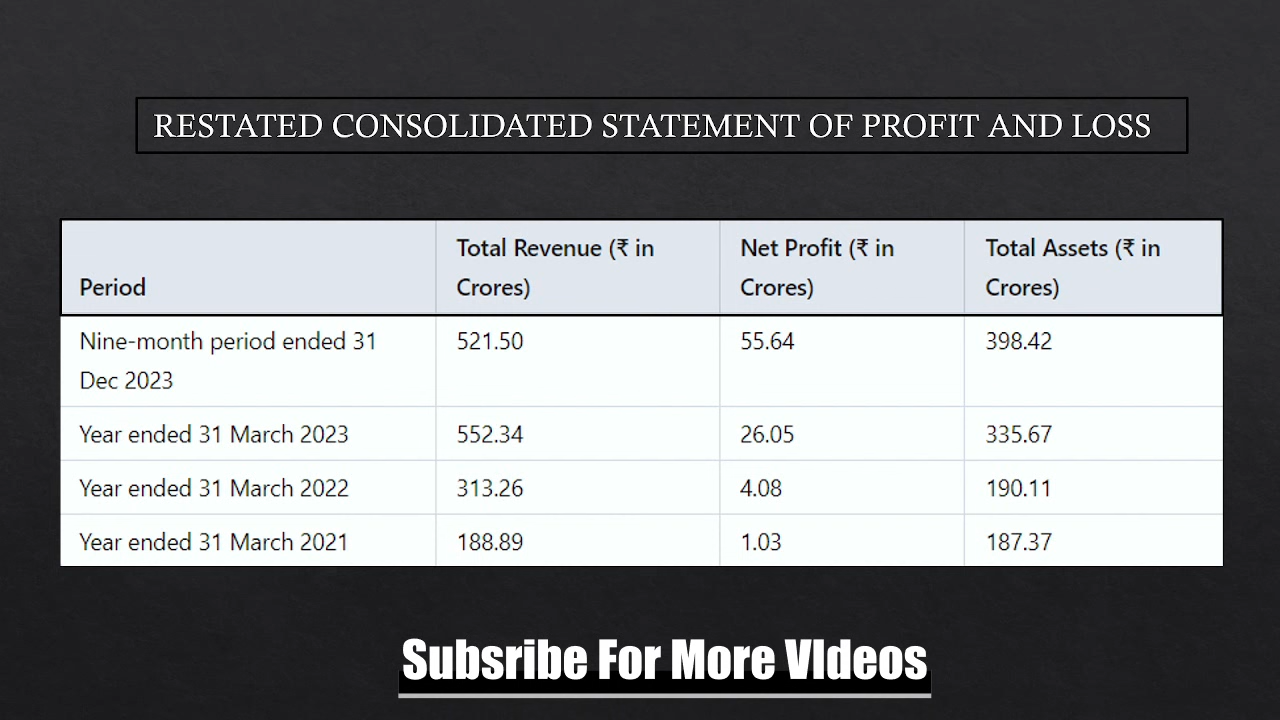 RESTATED CONSOLIDATED STATEMENT OF PROFIT AND LOSS
Period
Total Revenue (₹ in
Crores)
Net Profit (₹ in
Crores)
Total Assets (₹ in
Crores)
Nine-month period ended 31
Dec 2023
521.50
55.64
398.42
Year ended 31 March 2023
552.34
26.05
335.67
Year ended 31 March 2022
313.26
4.08
190.11
Year ended 31 March 2021
188.89
1.03
187.37
Subsribe For More VIdeos